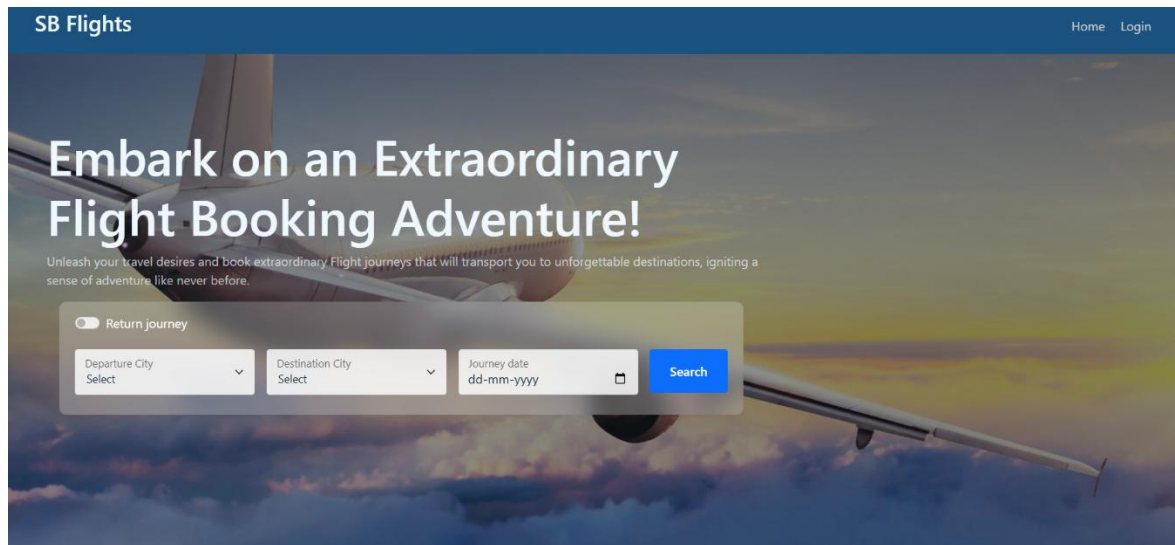 SB Flights
Home Login
Embark on an Extraordinary
Flight Booking Adventure!
Unleash your travel desires and book extraordinary Flight journeys that will transport you to unforgettable destinations, igniting a
sense of adventure like never before.
Return journey
Departure City
Select
Destination City
Select
Journey date
dd-mm-yyyy
Search